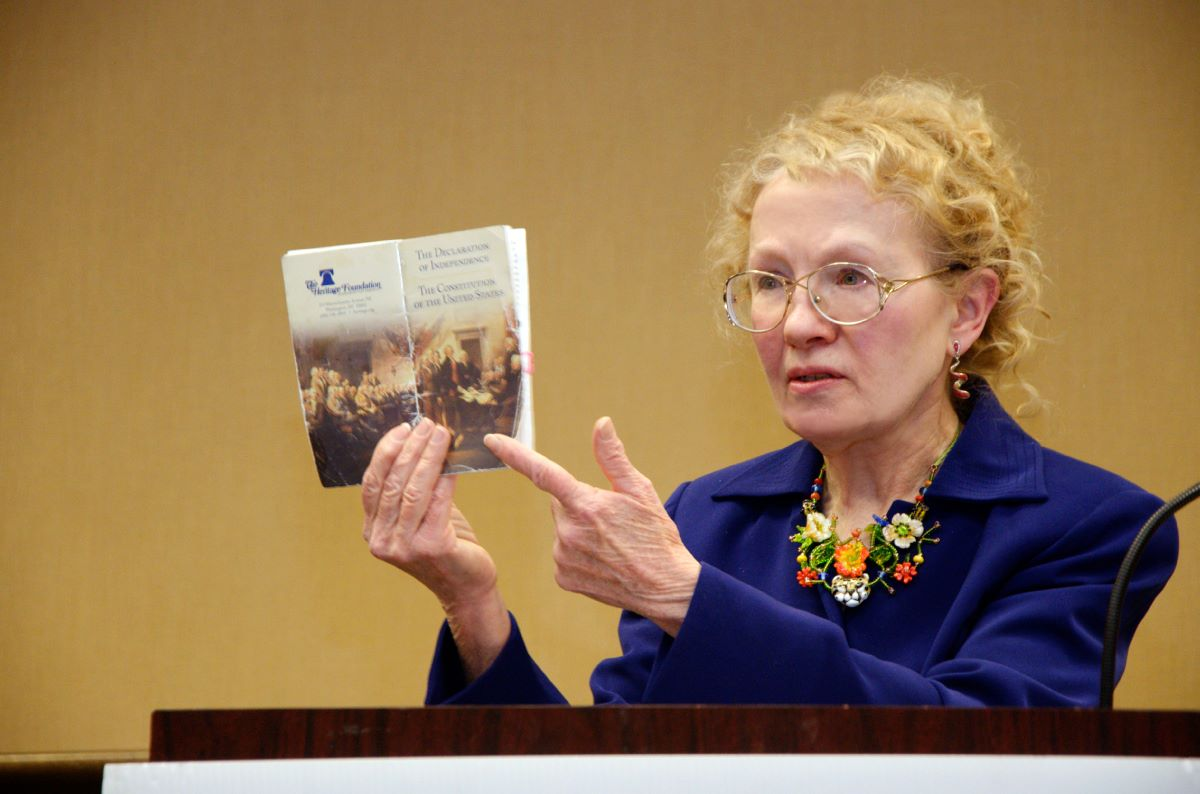 The
Heritage Foundation
THE DECLARATION
OF INDEPENDENCE
THE CONSTITUTION
OF THE UNITED STATES